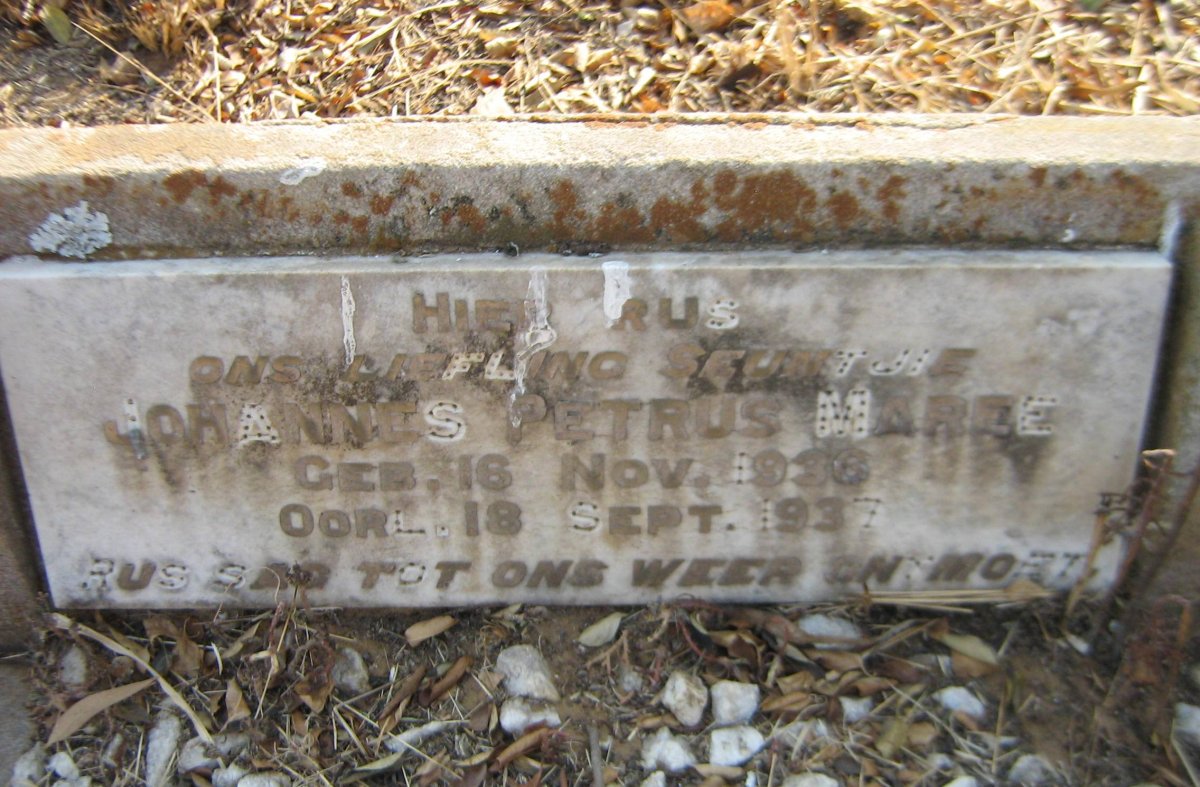 HIER RUS
ONS LIEFLING SEUNTJIE
JOHANNES PETRUS MAREE
GEB. 16 NOV. 1936
OORL. 18 SEPT. 1937
RUS SAG TOT ONS WEER ONTMOET.